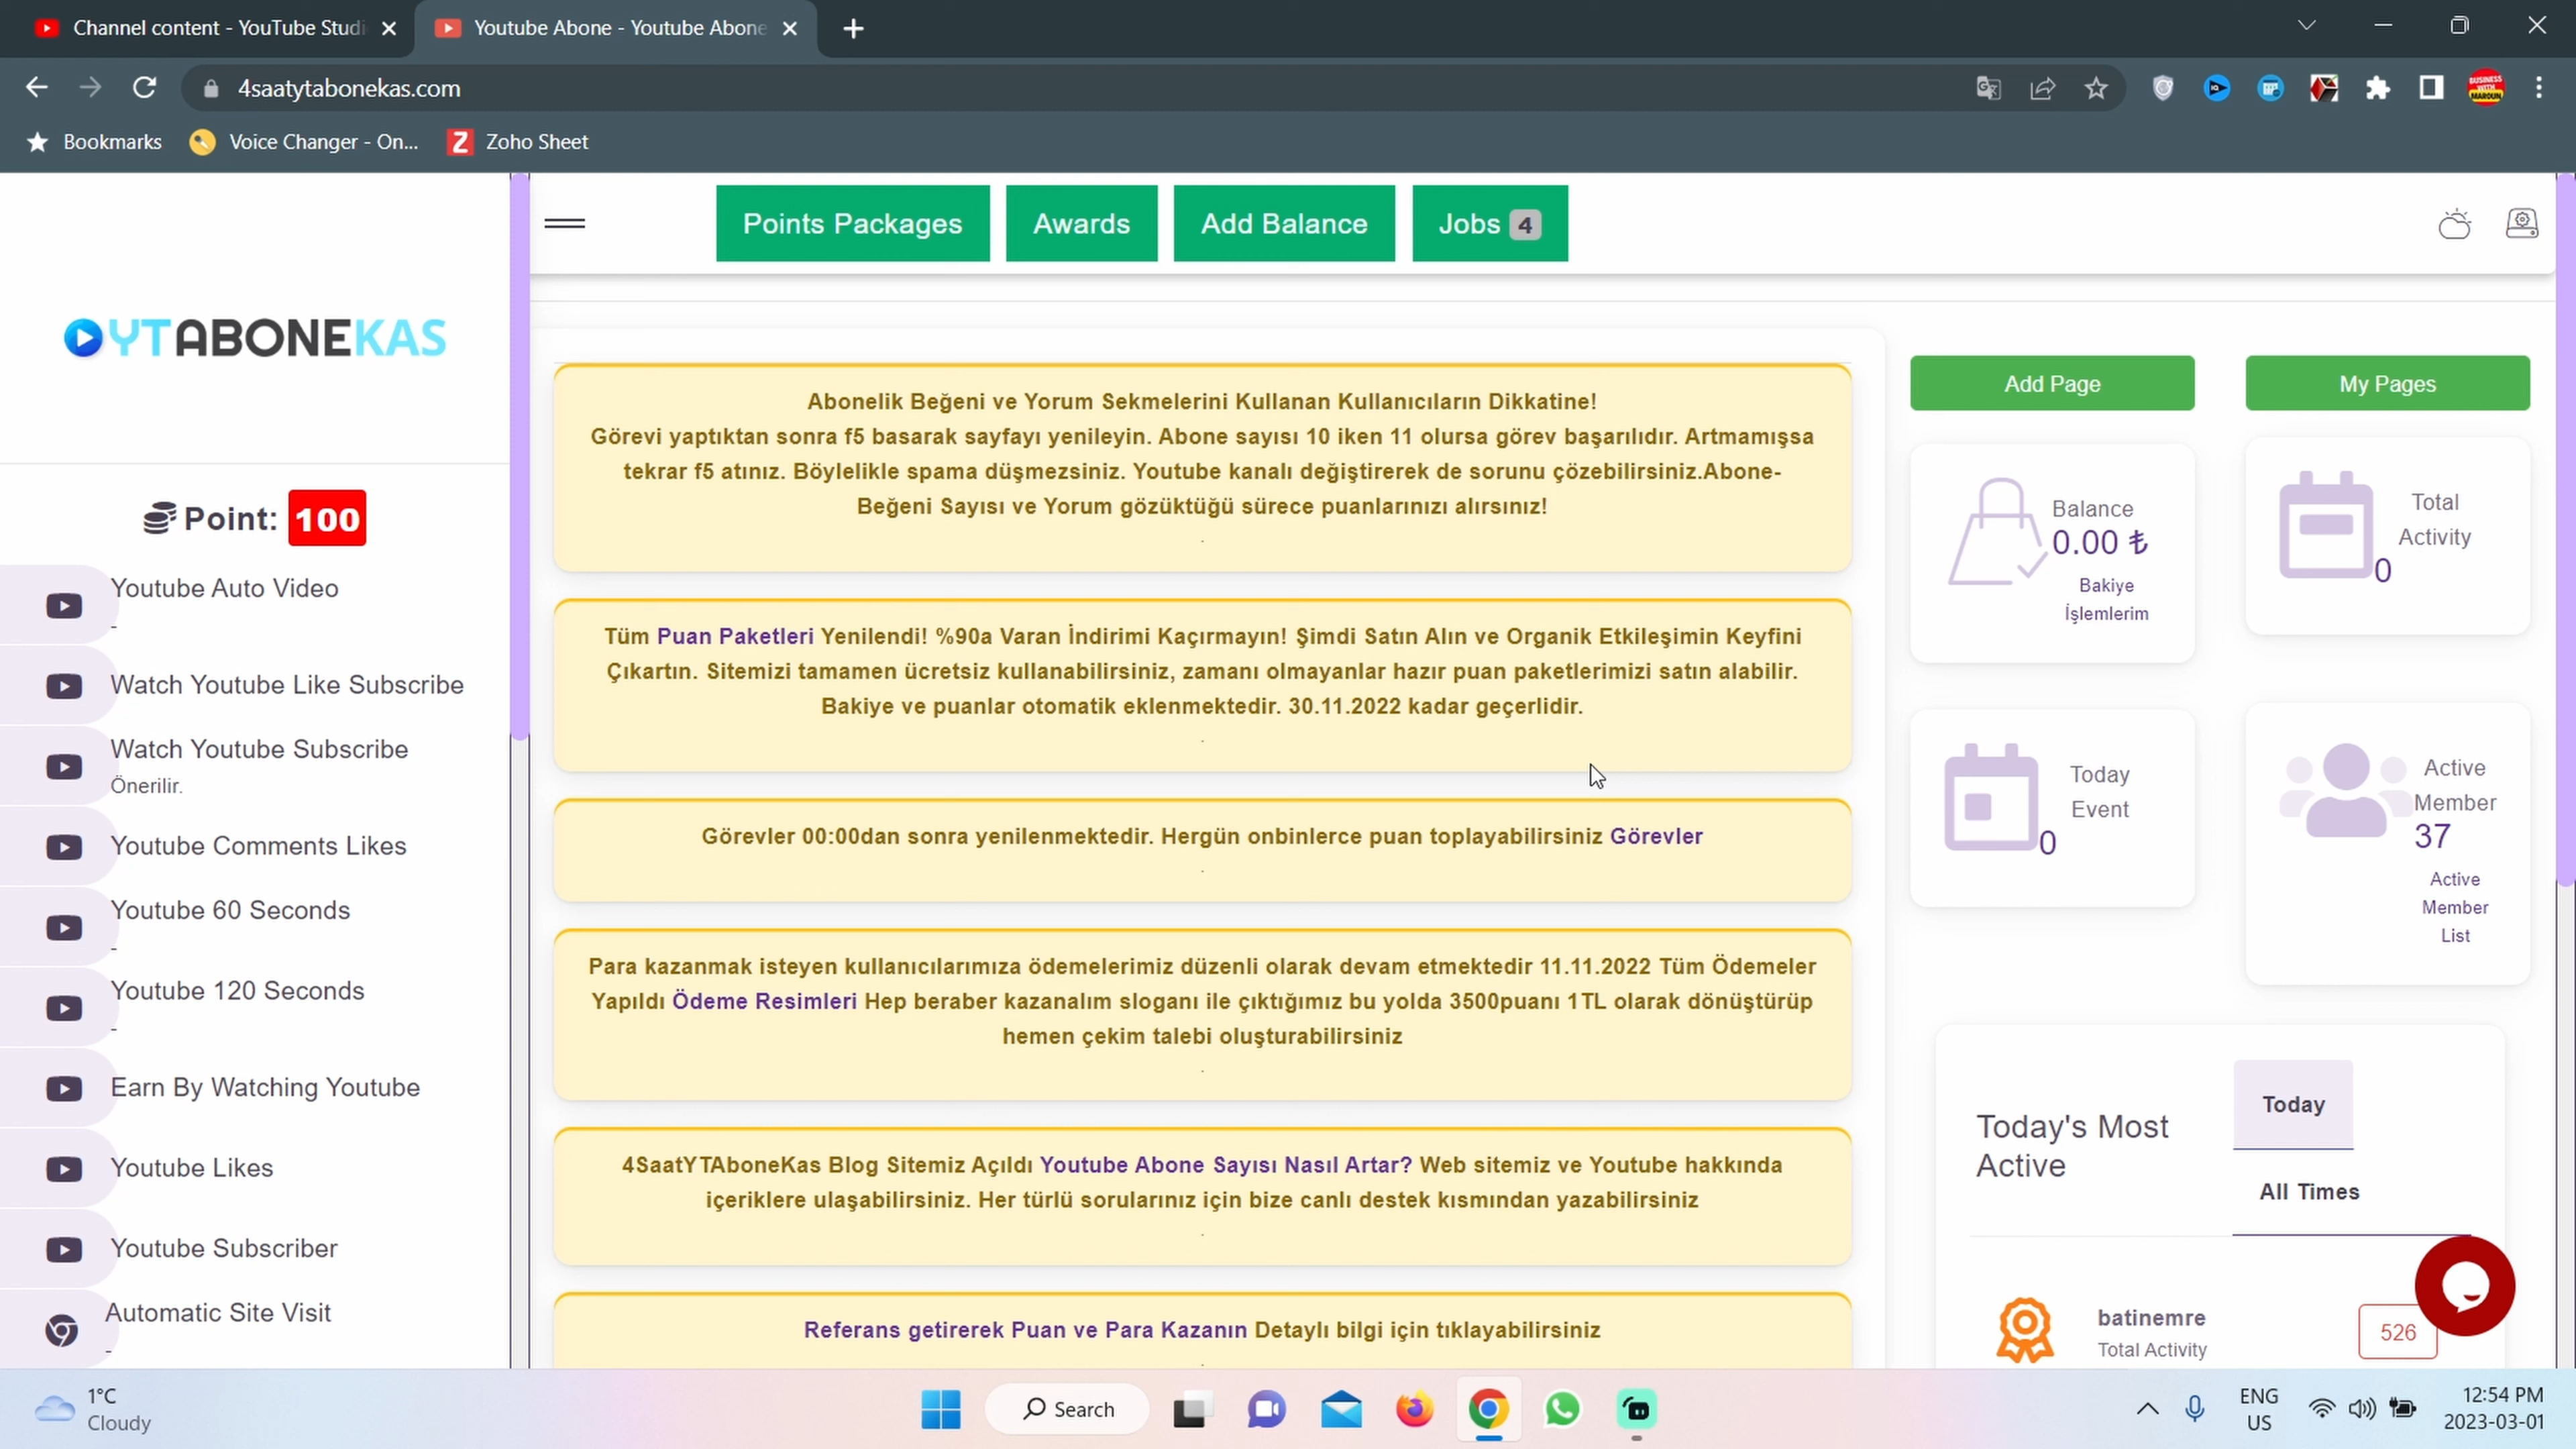 Channel content - YouTube Studi
Youtube Abone - Youtube Abone
4saatytabonekas.com
Bookmarks
Voice Changer - On...
Zoho Sheet
Points Packages
Awards
Add Balance
Jobs 4
YTABONEKAS
Point: 100
Youtube Auto Video
-
Watch Youtube Like Subscribe
Watch Youtube Subscribe
Önerilir.
Youtube Comments Likes
Youtube 60 Seconds
-
Youtube 120 Seconds
-
Earn By Watching Youtube
Youtube Likes
Youtube Subscriber
Automatic Site Visit
-
Abonelik Beğeni ve Yorum Sekmelerini Kullanan Kullanıcıların Dikkatine!
Görevi yaptıktan sonra f5 basarak sayfayı yenileyin. Abone sayısı 10 iken 11 olursa görev başarılıdır. Artmamışsa
tekrar f5 atınız. Böylelikle spama düşmezsiniz. Youtube kanalı değiştirerek de sorunu çözebilirsiniz.Abone-
Beğeni Sayısı ve Yorum gözüktüğü sürece puanlarınızı alırsınız!
.
Tüm Puan Paketleri Yenilendi! %90a Varan İndirimi Kaçırmayın! Şimdi Satın Alın ve Organik Etkileşimin Keyfini
Çıkartın. Sitemizi tamamen ücretsiz kullanabilirsiniz, zamanı olmayanlar hazır puan paketlerimizi satın alabilir.
Bakiye ve puanlar otomatik eklenmektedir. 30.11.2022 kadar geçerlidir.
.
Görevler 00:00dan sonra yenilenmektedir. Hergün onbinlerce puan toplayabilirsiniz Görevler
.
Para kazanmak isteyen kullanıcılarımıza ödemelerimiz düzenli olarak devam etmektedir 11.11.2022 Tüm Ödemeler
Yapıldı Ödeme Resimleri Hep beraber kazanalım sloganı ile çıktığımız bu yolda 3500puanı 1TL olarak dönüştürüp
hemen çekim talebi oluşturabilirsiniz
.
4SaatYTAboneKas Blog Sitemiz Açıldı Youtube Abone Sayısı Nasıl Artar? Web sitemiz ve Youtube hakkında
içeriklere ulaşabilirsiniz. Her türlü sorularınız için bize canlı destek kısmından yazabilirsiniz
.
Referans getirerek Puan ve Para Kazanın Detaylı bilgi için tıklayabilirsiniz
.
Add Page
My Pages
Balance
0.00 ₺
Bakiye
İşlemlerim
Total
Activity
0
Today
Event
0
Active
Member
37
Active
Member
List
Today's Most
Active
Today
All Times
batinemre
Total Activity
526
BUSINESS
WITH
MAROUN
1°C
Cloudy
Search
ENG
US
12:54 PM
2023-03-01